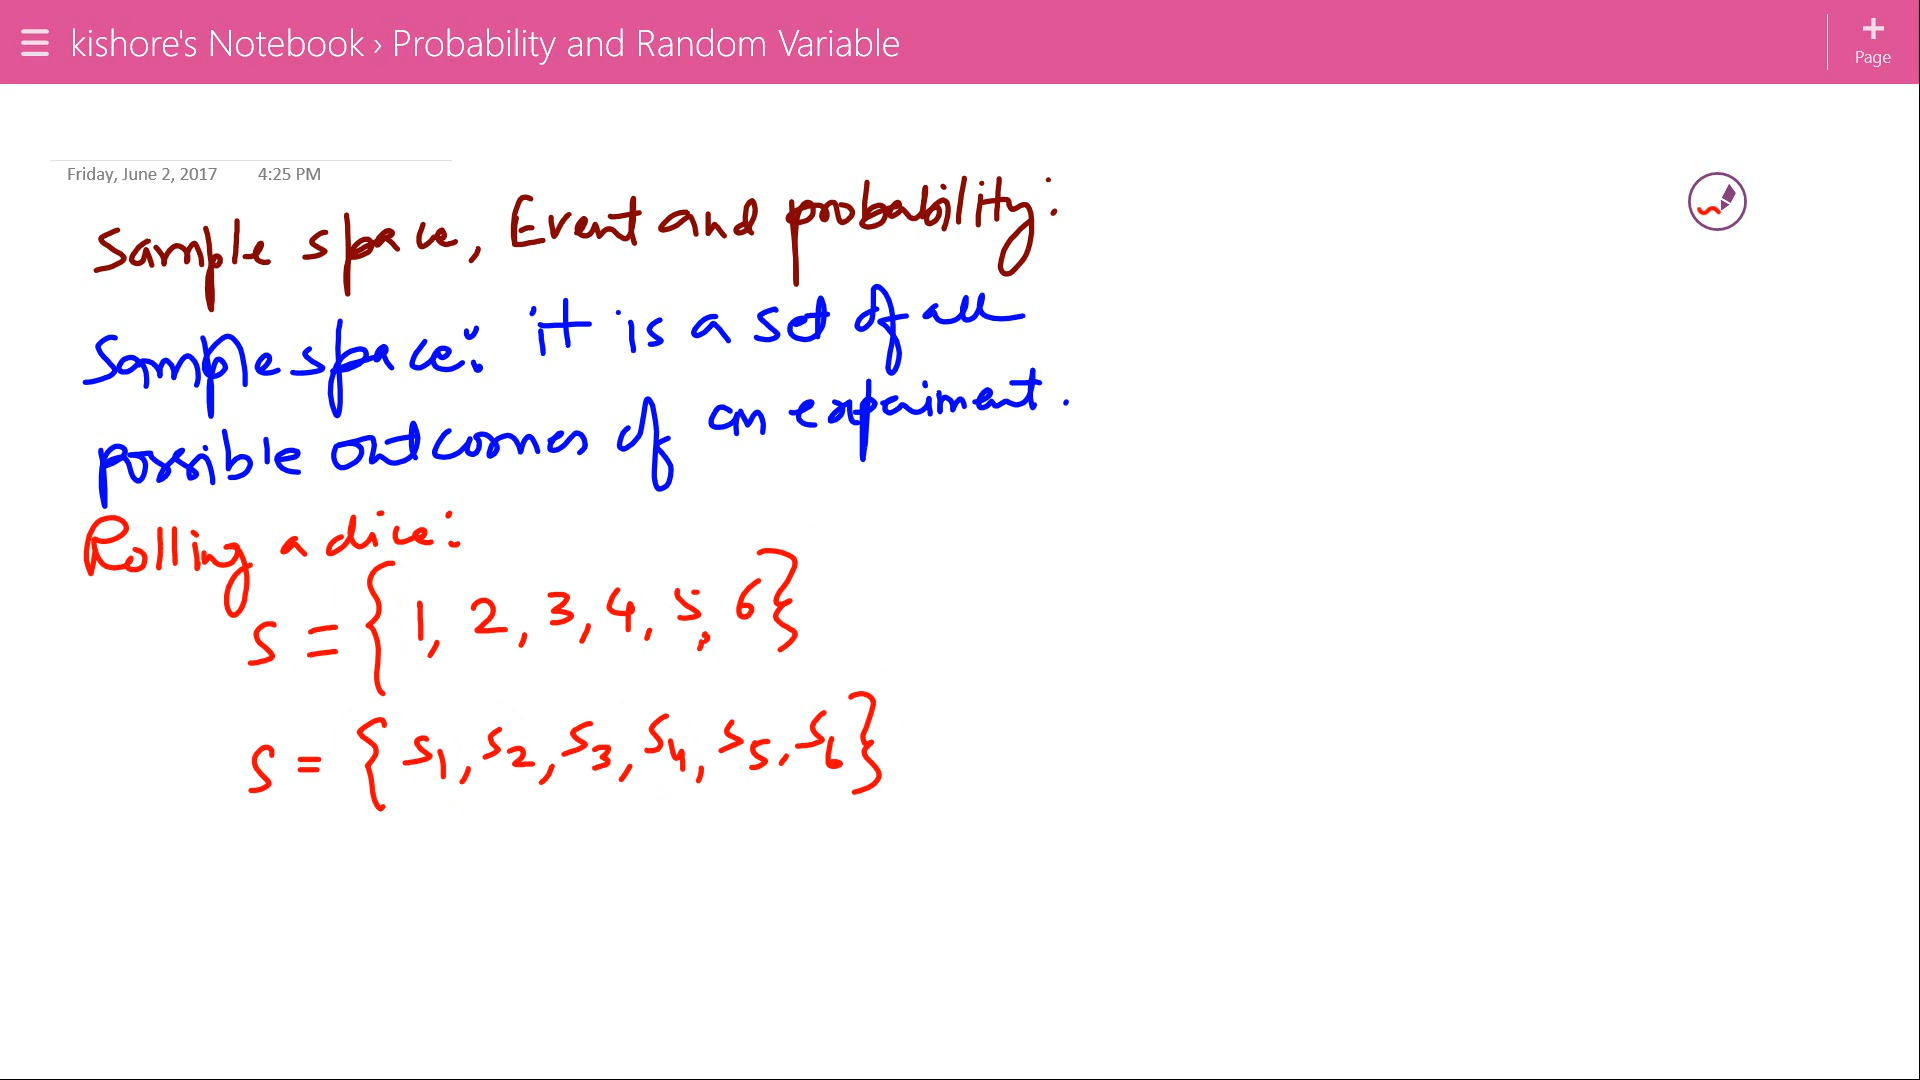 kishore's Notebook › Probability and Random Variable
+
Page
Friday, June 2, 2017 4:25 PM
Sample space, Event and probability:
Sample space: it is a set of all
possible outcomes of an experiment.
Rolling a dice:
S = { 1, 2, 3, 4, 5, 6 }
S = { S1, S2, S3, S4, S5, S6 }